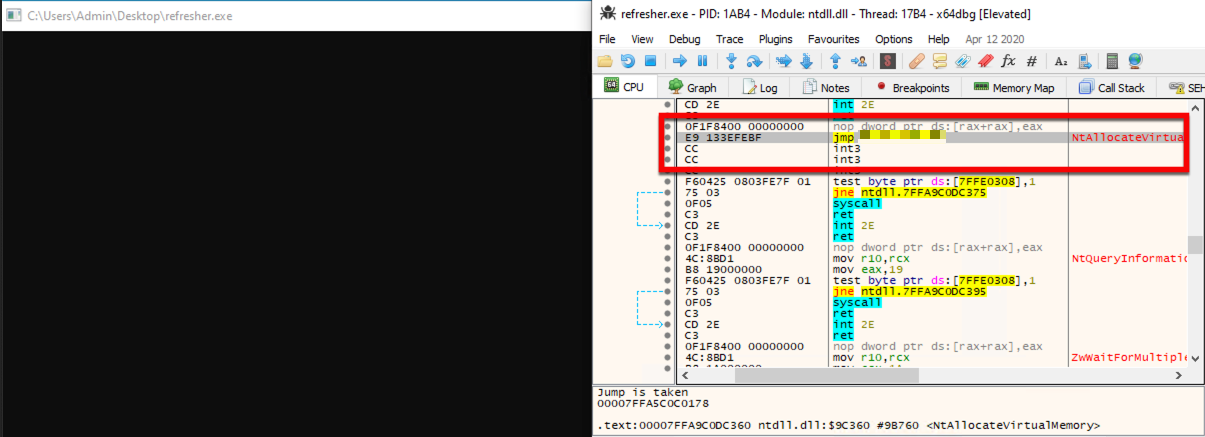 C:\Users\Admin\Desktop\refresher.exe
refresher.exe - PID: 1AB4 - Module: ntdll.dll - Thread: 17B4 - x64dbg [Elevated]
File View Debug Trace Plugins Favourites Options Help Apr 12 2020
CPU Graph Log Notes Breakpoints Memory Map Call Stack SEH
CD 2E int 2E
0F1F8400 00000000 nop dword ptr ds:[rax+rax],eax
E9 133EFEBF jmp NtAllocateVirtua
CC int3
CC int3
F60425 0803FE7F 01 test byte ptr ds:[7FFE0308],1
75 03 jne ntdll.7FFA9C0DC375
0F05 syscall
C3 ret
CD 2E int 2E
C3 ret
0F1F8400 00000000 nop dword ptr ds:[rax+rax],eax
4C:8BD1 mov r10,rcx NtQueryInformatio
B8 19000000 mov eax,19
F60425 0803FE7F 01 test byte ptr ds:[7FFE0308],1
75 03 jne ntdll.7FFA9C0DC395
0F05 syscall
C3 ret
CD 2E int 2E
C3 ret
0F1F8400 00000000 nop dword ptr ds:[rax+rax],eax
4C:8BD1 mov r10,rcx ZwWaitForMultiple
Jump is taken
00007FFA5C0C0178
.text:00007FFA9C0DC360 ntdll.dll:$9C360 #9B760 <NtAllocateVirtualMemory>